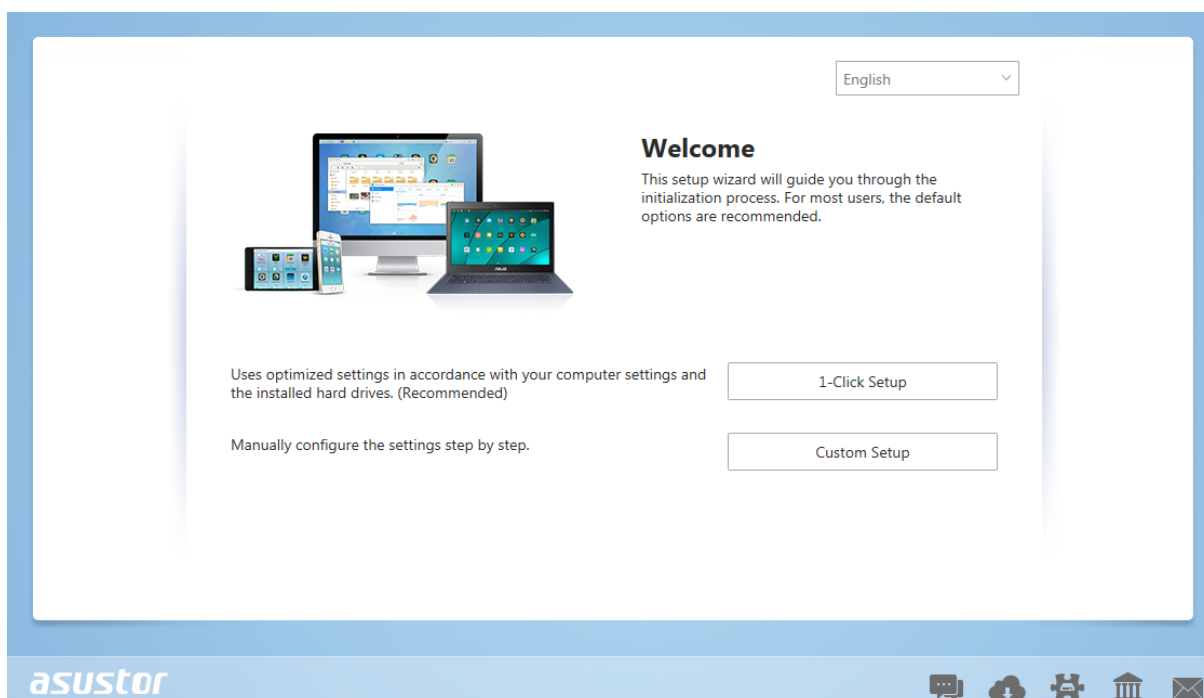 English
Welcome
This setup wizard will guide you through the
initialization process. For most users, the default
options are recommended.
Uses optimized settings in accordance with your computer settings and
the installed hard drives. (Recommended)
1-Click Setup
Manually configure the settings step by step.
Custom Setup
asustor